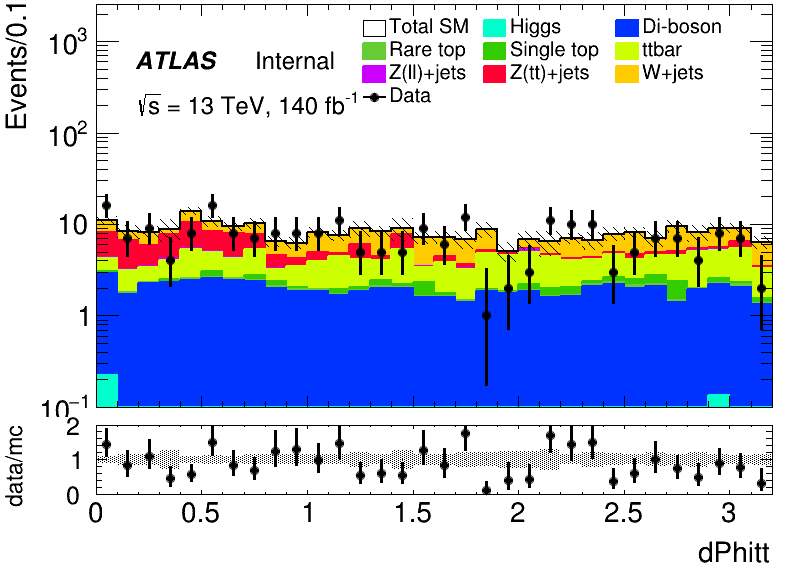 Events/0.1
10³
10²
10
1
10⁻¹
ATLAS Internal
√s = 13 TeV, 140 fb⁻¹
Total SM Higgs Di-boson
Rare top Single top ttbar
Z(ll)+jets Z(tt)+jets W+jets
Data
data/mc
2
1
0
0 0.5 1 1.5 2 2.5 3
dPhitt